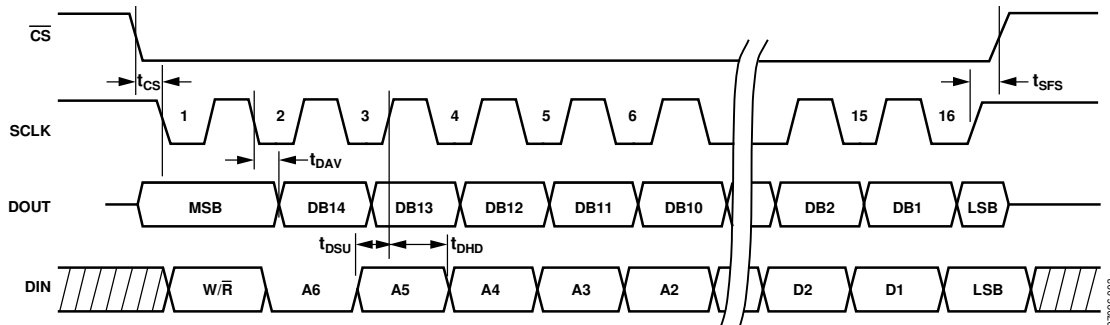 CS
tCS
tSFS
SCLK
1 2 3 4 5 6 15 16
tDAV
DOUT
MSB DB14 DB13 DB12 DB11 DB10 DB2 DB1 LSB
tDSU tDHD
DIN
W/R A6 A5 A4 A3 A2 D2 D1 LSB